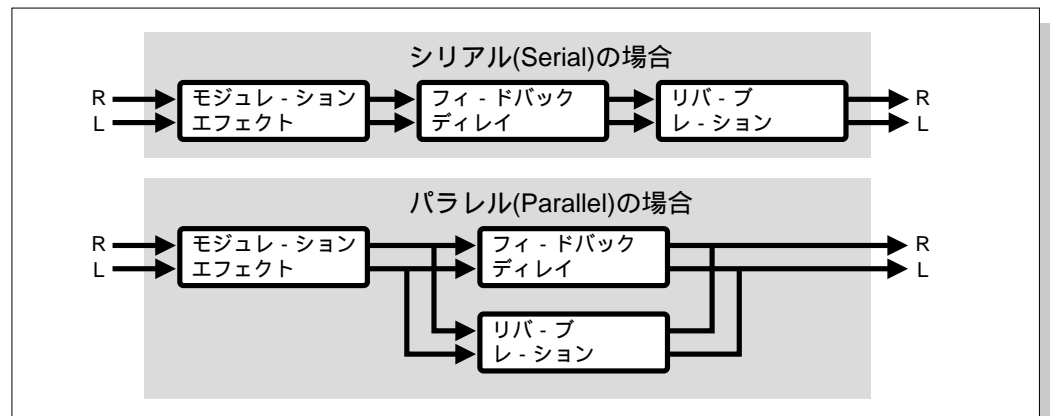 シリアル(Serial)の場合
R
L
モジュレ - ション
エフェクト
フィ - ドバック
ディレイ
リバ - ブ
レ - ション
R
L
パラレル(Parallel)の場合
R
L
モジュレ - ション
エフェクト
フィ - ドバック
ディレイ
R
L
リバ - ブ
レ - ション